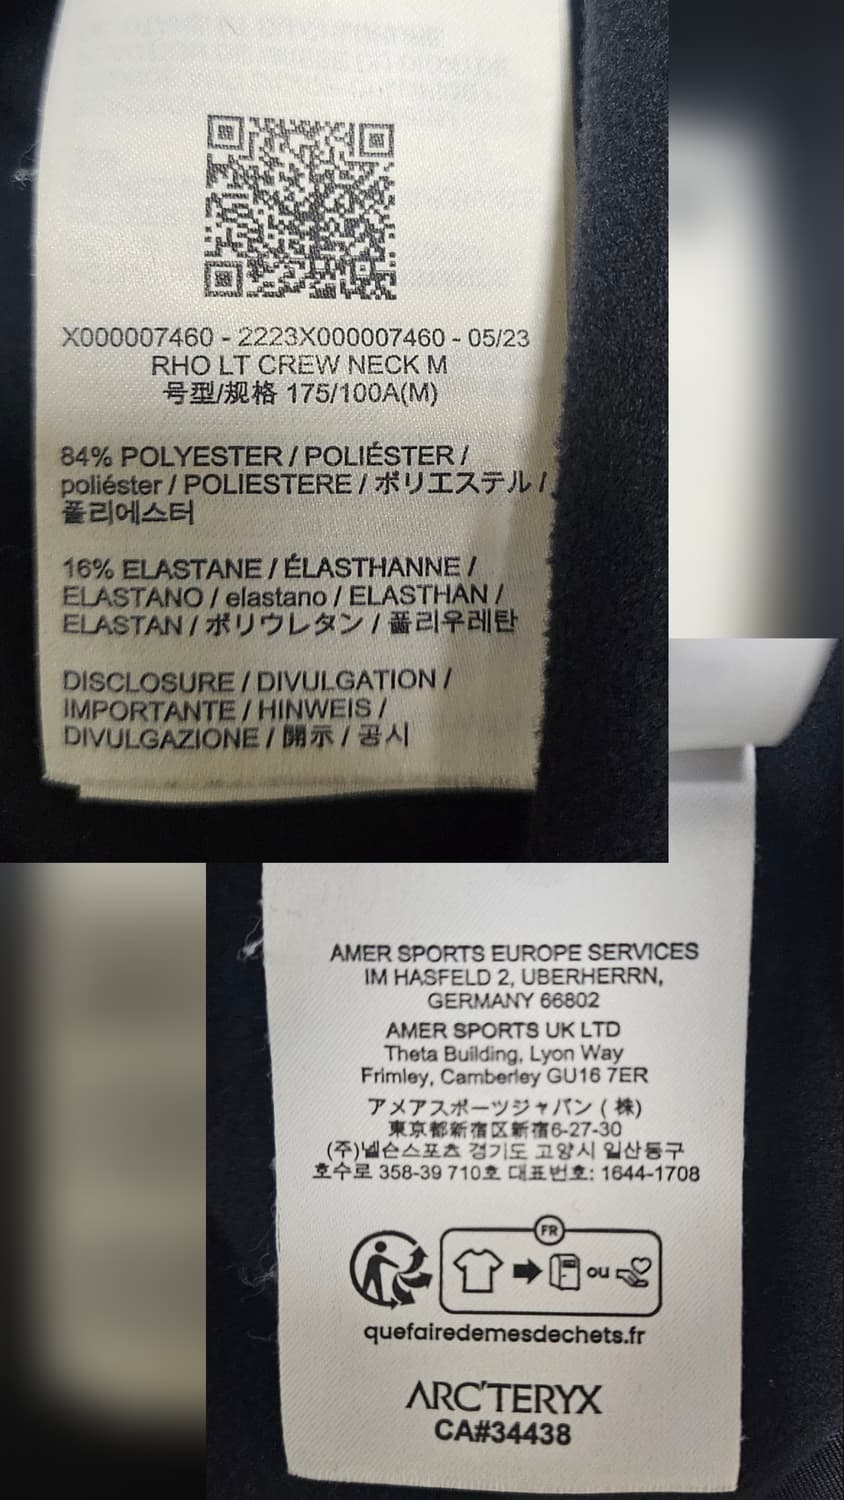 X000007460 - 2223X000007460 - 05/23
RHO LT CREW NECK M
号型/规格 175/100A(M)
84% POLYESTER / POLIÉSTER /
poliéster / POLIESTERE / ポリエステル /
폴리에스터
16% ELASTANE / ÉLASTHANNE /
ELASTANO / elastano / ELASTHAN /
ELASTAN / ポリウレタン / 폴리우레탄
DISCLOSURE / DIVULGATION /
IMPORTANTE / HINWEIS /
DIVULGAZIONE / 開示 / 공시
AMER SPORTS EUROPE SERVICES
IM HASFELD 2, UBERHERRN,
GERMANY 66802
AMER SPORTS UK LTD
Theta Building, Lyon Way
Frimley, Camberley GU16 7ER
アメアスポーツジャパン ( 株)
東京都新宿区新宿6-27-30
(주)넬슨스포츠 경기도 고양시 일산동구
호수로 358-39 710호 대표번호: 1644-1708
FR
ou
quefairedemesdechets.fr
ARC'TERYX
CA#34438